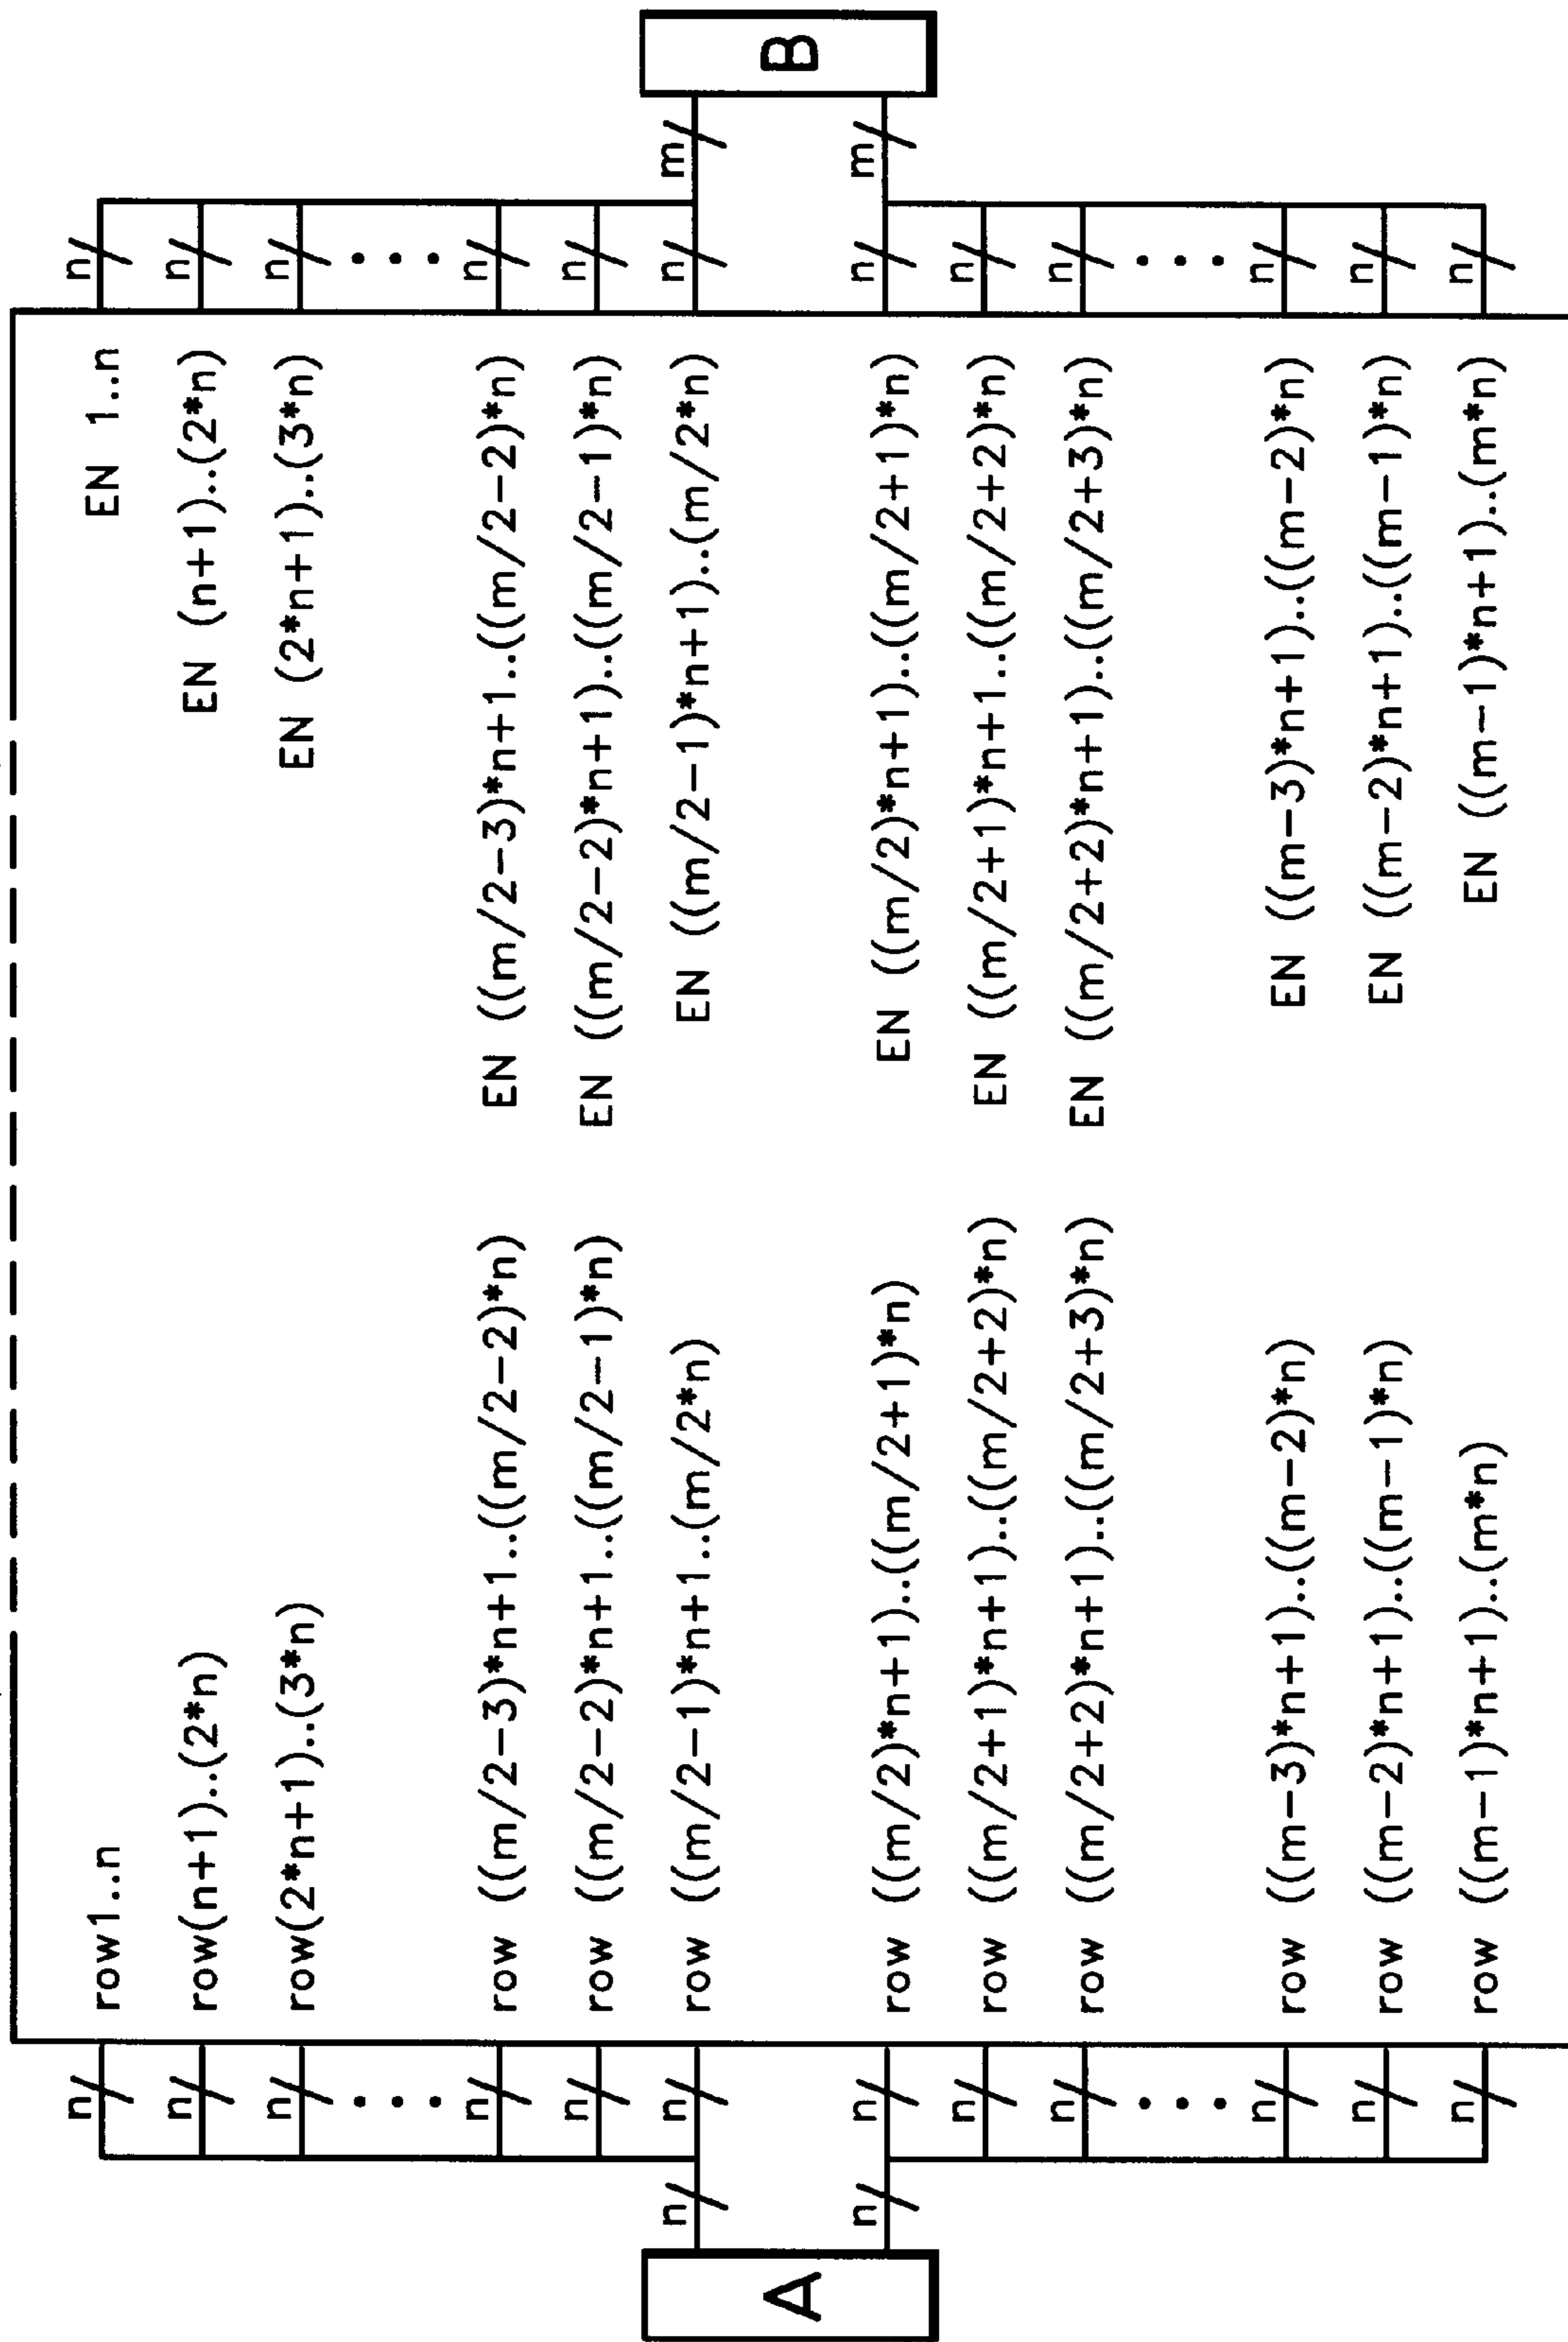 n row1..n EN 1..n n
n row(n+1)..(2*n) EN (n+1)..(2*n) n
n row(2*n+1)..(3*n) EN (2*n+1)..(3*n) n
n row ((m/2-3)*n+1..((m/2-2)*n) EN ((m/2-3)*n+1..((m/2-2)*n) n
n row ((m/2-2)*n+1..((m/2-1)*n) EN ((m/2-2)*n+1)..((m/2-1)*n) n
n n row ((m/2-1)*n+1..(m/2*n) EN ((m/2-1)*n+1)..(m/2*n) n m
A B
n n row ((m/2)*n+1)..((m/2+1)*n) EN ((m/2)*n+1)..((m/2+1)*n) n m
n row ((m/2+1)*n+1)..((m/2+2)*n) EN ((m/2+1)*n+1..((m/2+2)*n) n
n row ((m/2+2)*n+1)..((m/2+3)*n) EN ((m/2+2)*n+1)..((m/2+3)*n) n
n row ((m-3)*n+1)..((m-2)*n) EN ((m-3)*n+1)..((m-2)*n) n
n row ((m-2)*n+1)..((m-1)*n) EN ((m-2)*n+1)..((m-1)*n) n
n row ((m-1)*n+1)..(m*n) EN ((m-1)*n+1)..(m*n) n